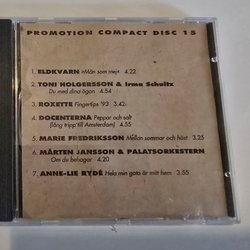 PROMOTION COMPACT DISC 15
1. ELDKVARN »Män som mej« 4.22
2. TONI HOLGERSSON & Irma Schultz
Du med dina ögon 4.54
3. ROXETTE Fingertips '93 3.42
4. DOCENTERNA Peppar och salt
(lång tripp till Amsterdam) 4.55
5. MARIE FREDRIKSSON Mellan sommar och höst 3.25
6. MÅRTEN JANSSON & PALATSORKESTERN
Om du behagar 4.20
7. ANNE-LIE RYDÉ Hela min gata är mitt hem 3.55